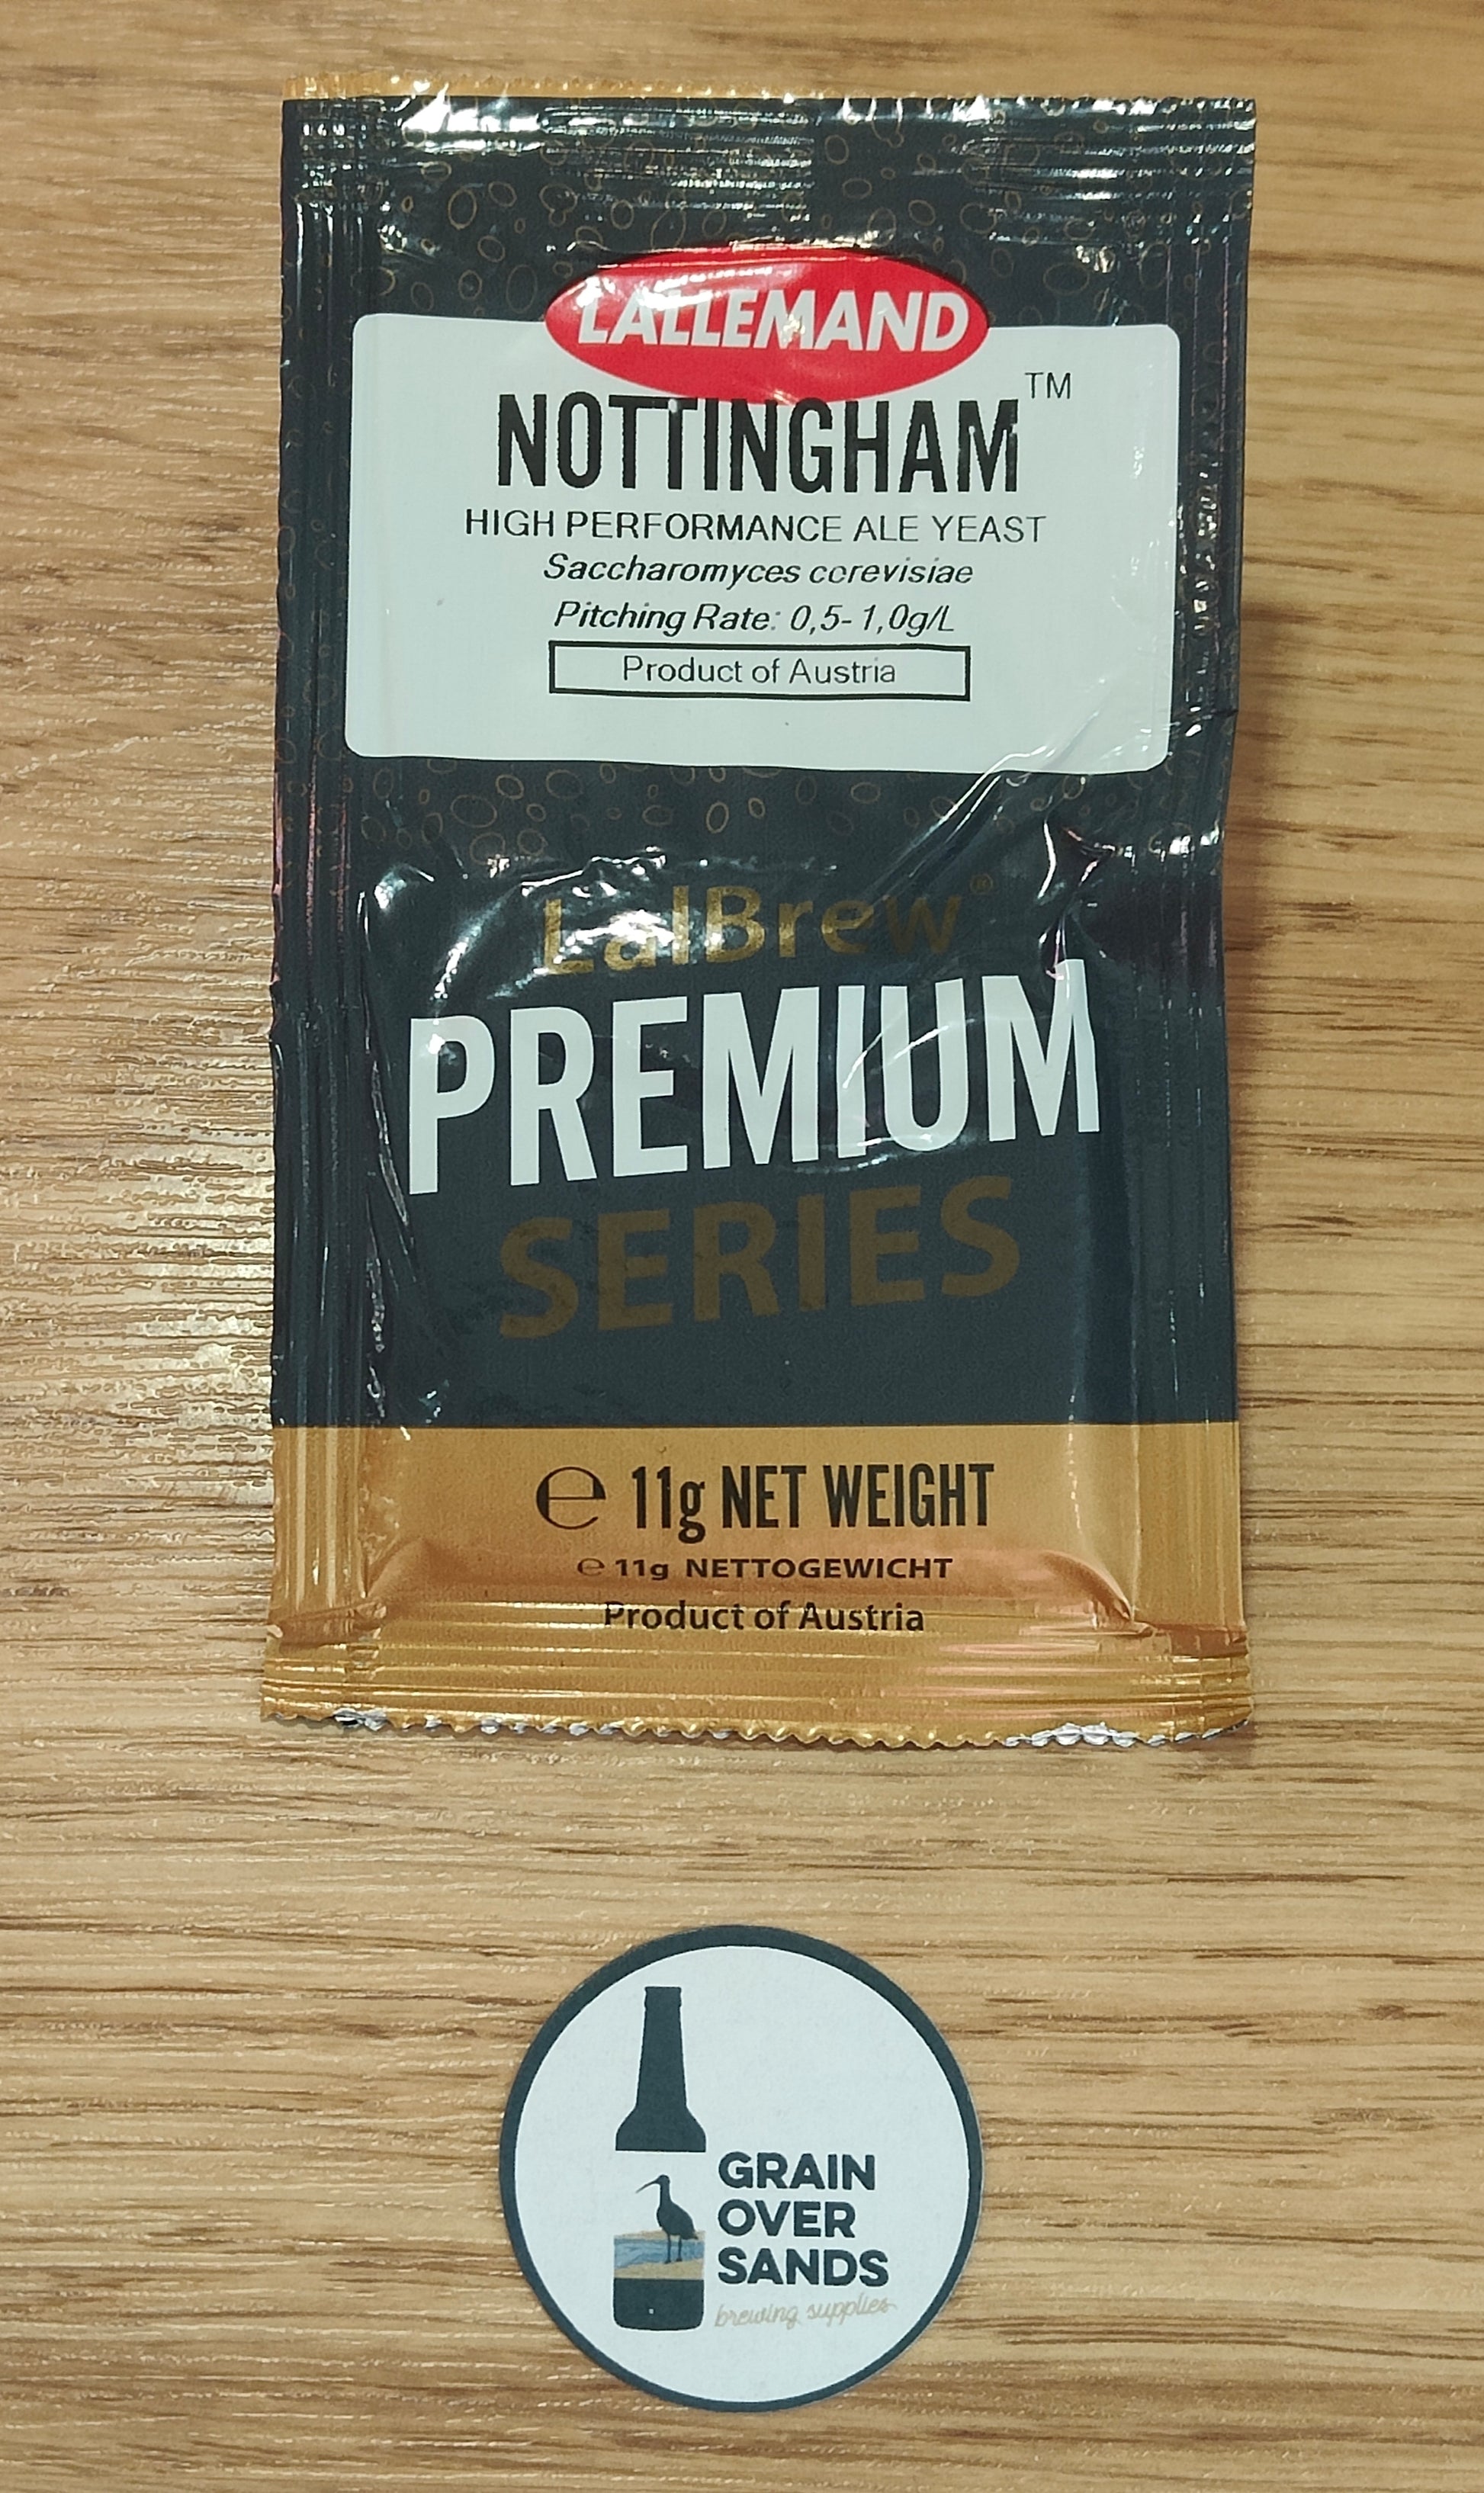 LALLEMAND
NOTTINGHAM™
HIGH PERFORMANCE ALE YEAST
Saccharomyces cerevisiae
Pitching Rate: 0,5-1,0g/L
Product of Austria
LalBrew®
PREMIUM
SERIES
℮ 11g NET WEIGHT
℮ 11g NETTOGEWICHT
Product of Austria
GRAIN
OVER
SANDS
brewing supplies